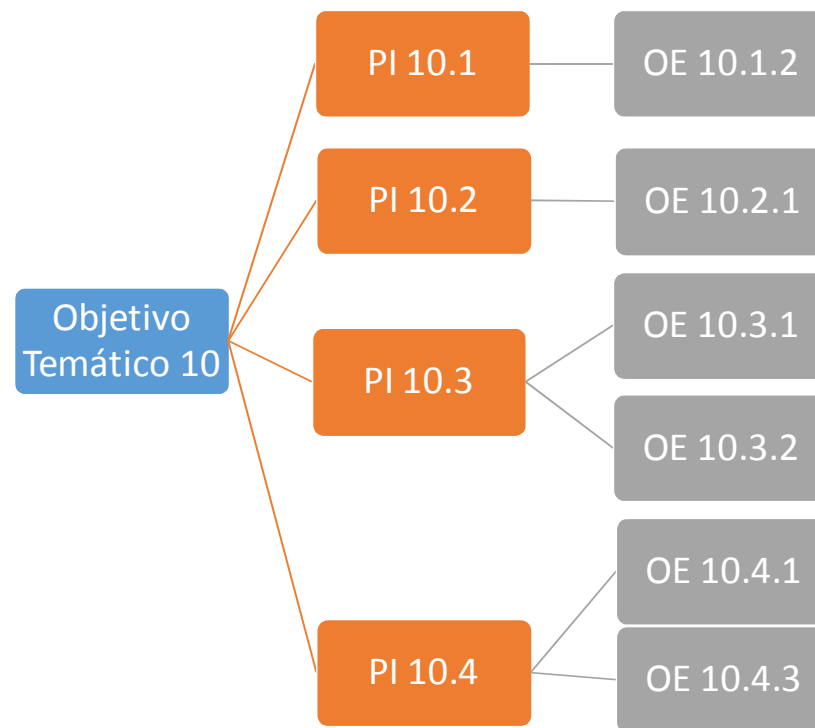 PI 10.1
OE 10.1.2
PI 10.2
OE 10.2.1
Objetivo
Temático 10
PI 10.3
OE 10.3.1
OE 10.3.2
PI 10.4
OE 10.4.1
OE 10.4.3